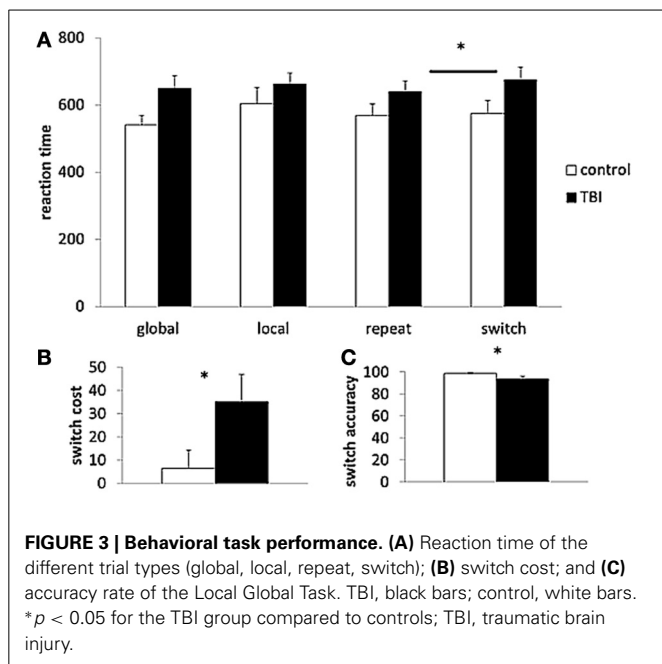 A
800
*
600
400
200
0
reaction time
control
TBI
global local repeat switch
B
50
40
30
20
10
0
switch cost
*
C
100
80
60
40
20
0
switch accuracy
*
FIGURE 3 | Behavioral task performance. (A) Reaction time of the
different trial types (global, local, repeat, switch); (B) switch cost; and (C)
accuracy rate of the Local Global Task. TBI, black bars; control, white bars.
*p < 0.05 for the TBI group compared to controls; TBI, traumatic brain
injury.